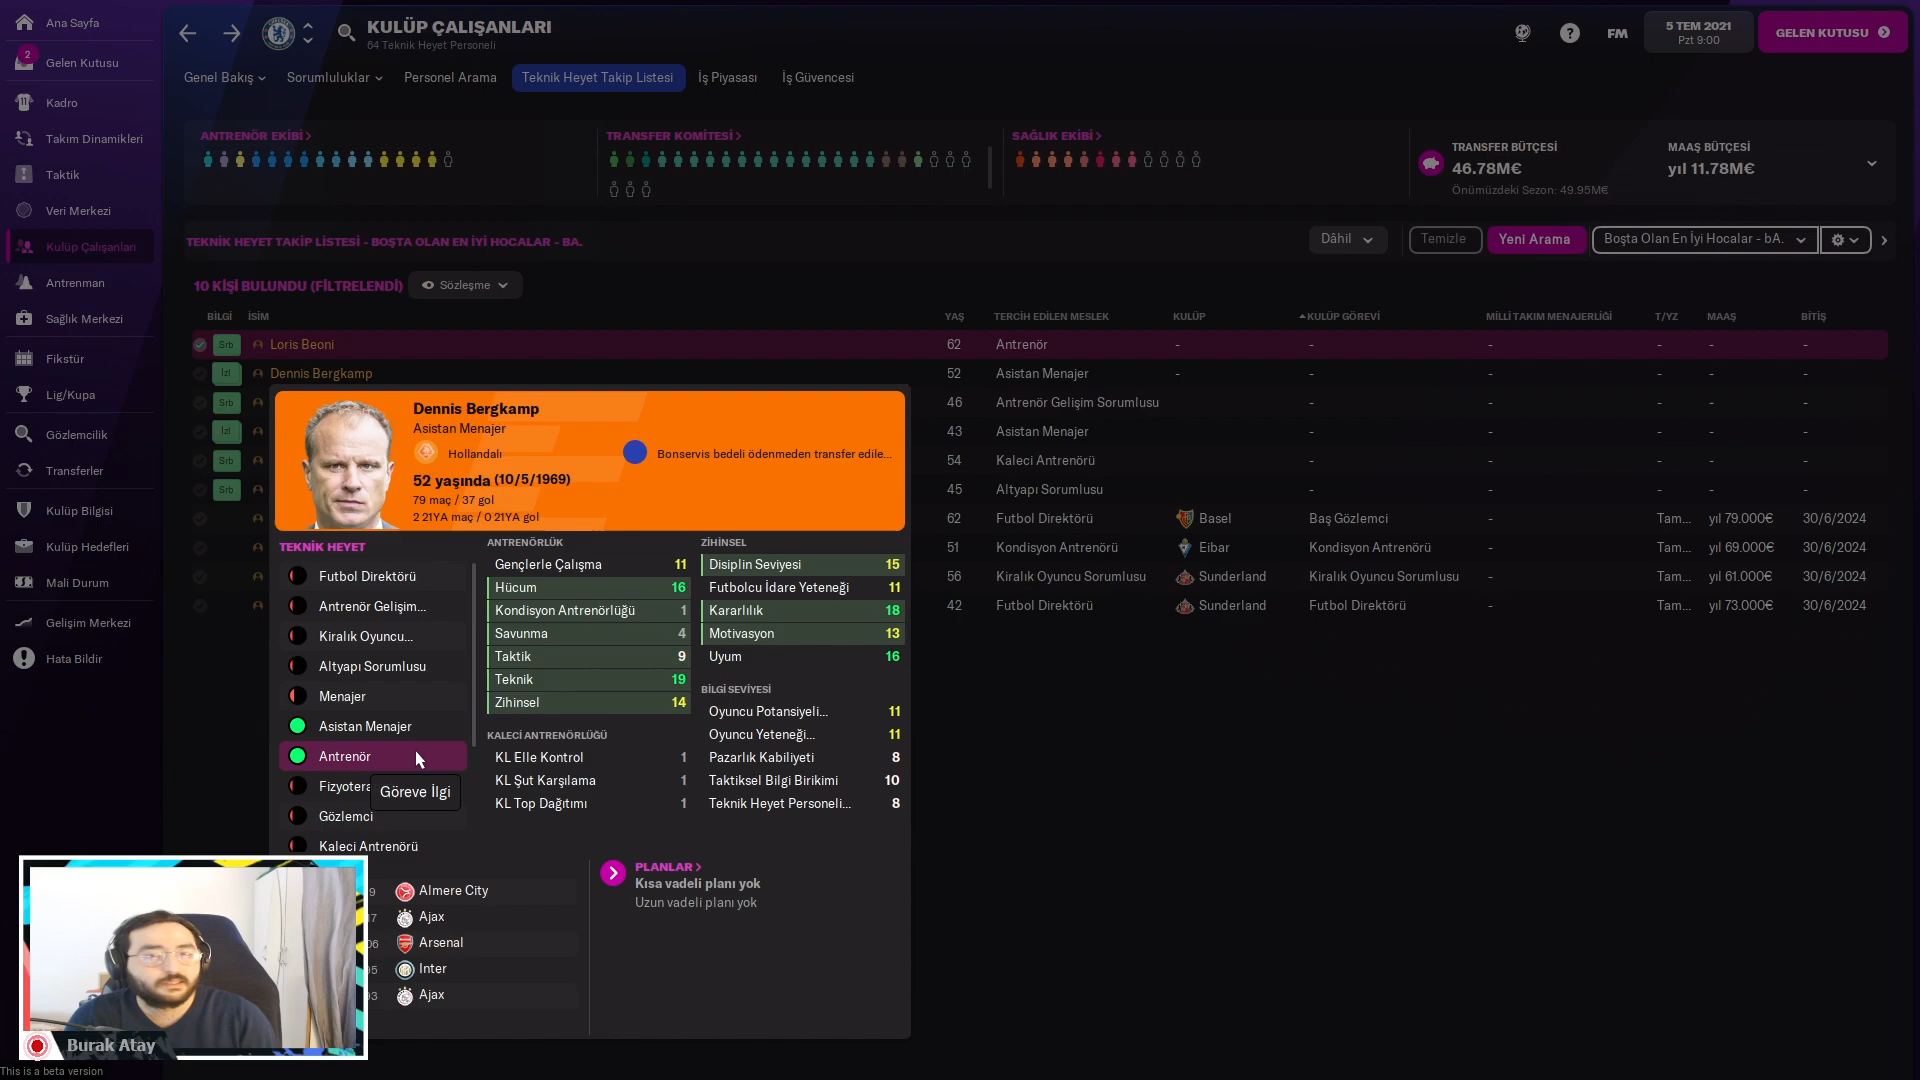 Ana Sayfa
2
Gelen Kutusu
Kadro
Takım Dinamikleri
Taktik
Veri Merkezi
Kulüp Çalışanları
Antrenman
Sağlık Merkezi
Fikstür
Lig/Kupa
Gözlemcilik
Transferler
Kulüp Bilgisi
Kulüp Hedefleri
Mali Durum
Gelişim Merkezi
Hata Bildir
KULÜP ÇALIŞANLARI
64 Teknik Heyet Personeli
FM
5 TEM 2021
Pzt 9:00
GELEN KUTUSU
Genel Bakış
Sorumluluklar
Personel Arama
Teknik Heyet Takip Listesi
İş Piyasası
İş Güvencesi
ANTRENÖR EKİBİ
TRANSFER KOMİTESİ
SAĞLIK EKİBİ
TRANSFER BÜTÇESİ
46.78M€
Önümüzdeki Sezon: 49.95M€
MAAŞ BÜTÇESİ
yıl 11.78M€
TEKNİK HEYET TAKİP LİSTESİ - BOŞTA OLAN EN İYİ HOCALAR - BA.
Dâhil
Temizle
Yeni Arama
Boşta Olan En İyi Hocalar - bA.
10 KİŞİ BULUNDU (FİLTRELENDİ)
Sözleşme
BİLGİ İSİM YAŞ TERCİH EDİLEN MESLEK KULÜP KULÜP GÖREVİ MİLLİ TAKIM MENAJERLİĞİ T/YZ MAAŞ BİTİŞ
Srb Loris Beoni 62 Antrenör - - - - - -
İzl Dennis Bergkamp 52 Asistan Menajer - - - - - -
Srb 46 Antrenör Gelişim Sorumlusu - - - - -
İzl 43 Asistan Menajer - - - - -
Srb 54 Kaleci Antrenörü - - - - -
Srb 45 Altyapı Sorumlusu - - - - -
62 Futbol Direktörü Basel Baş Gözlemci - Tam... yıl 79.000€ 30/6/2024
51 Kondisyon Antrenörü Eibar Kondisyon Antrenörü - Tam... yıl 69.000€ 30/6/2024
56 Kiralık Oyuncu Sorumlusu Sunderland Kiralık Oyuncu Sorumlusu - Tam... yıl 61.000€ 30/6/2024
42 Futbol Direktörü Sunderland Futbol Direktörü - Tam... yıl 73.000€ 30/6/2024
Dennis Bergkamp
Asistan Menajer
Hollandalı
Bonservis bedeli ödenmeden transfer edile...
52 yaşında (10/5/1969)
79 maç / 37 gol
2 21YA maç / 0 21YA gol
TEKNİK HEYET
Futbol Direktörü
Antrenör Gelişim...
Kiralık Oyuncu...
Altyapı Sorumlusu
Menajer
Asistan Menajer
Antrenör
Fizyotera
Göreve İlgi
Gözlemci
Kaleci Antrenörü
ANTRENÖRLÜK
Gençlerle Çalışma 11
Hücum 16
Kondisyon Antrenörlüğü 1
Savunma 4
Taktik 9
Teknik 19
Zihinsel 14
KALECİ ANTRENÖRLÜĞÜ
KL Elle Kontrol 1
KL Şut Karşılama 1
KL Top Dağıtımı 1
ZİHİNSEL
Disiplin Seviyesi 15
Futbolcu İdare Yeteneği 11
Kararlılık 18
Motivasyon 13
Uyum 16
BİLGİ SEVİYESİ
Oyuncu Potansiyeli... 11
Oyuncu Yeteneği... 11
Pazarlık Kabiliyeti 8
Taktiksel Bilgi Birikimi 10
Teknik Heyet Personeli... 8
9 Almere City
17 Ajax
06 Arsenal
95 Inter
93 Ajax
PLANLAR
Kısa vadeli planı yok
Uzun vadeli planı yok
Burak Atay
This is a beta version